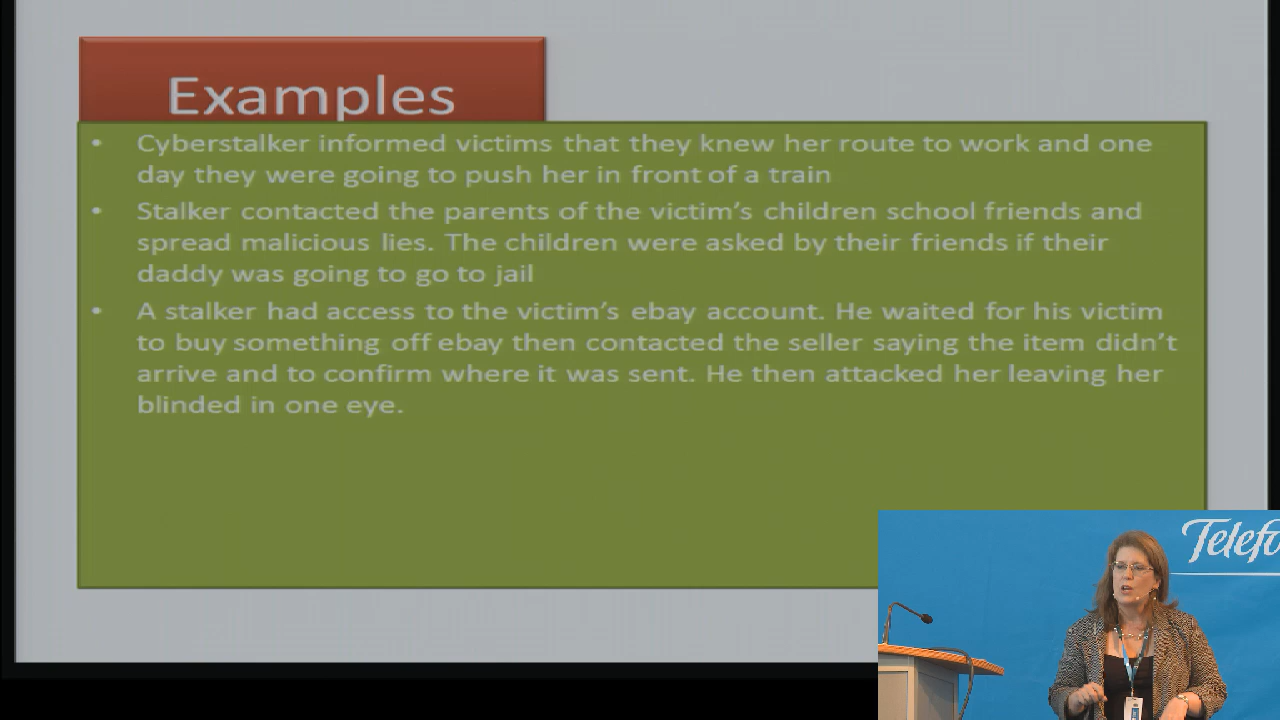 Examples
• Cyberstalker informed victims that they knew her route to work and one
day they were going to push her in front of a train
• Stalker contacted the parents of the victim's children school friends and
spread malicious lies. The children were asked by their friends if their
daddy was going to go to jail
• A stalker had access to the victim's ebay account. He waited for his victim
to buy something off ebay then contacted the seller saying the item didn't
arrive and to confirm where it was sent. He then attacked her leaving her
blinded in one eye.
Telefo